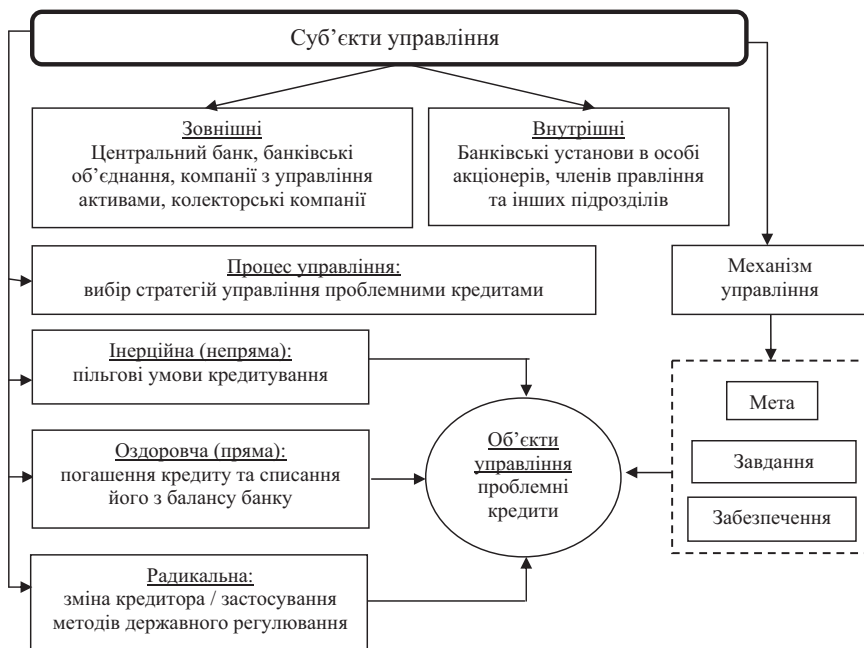 Суб’єкти управління
Зовнішні
Центральний банк, банківські
об’єднання, компанії з управління
активами, колекторські компанії
Внутрішні
Банківські установи в особі
акціонерів, членів правління
та інших підрозділів
Процес управління:
вибір стратегій управління проблемними кредитами
Механізм
управління
Інерційна (непряма):
пільгові умови кредитування
Оздоровча (пряма):
погашення кредиту та списання
його з балансу банку
Об’єкти
управління
проблемні
кредити
Мета
Завдання
Забезпечення
Радикальна:
зміна кредитора / застосування
методів державного регулювання